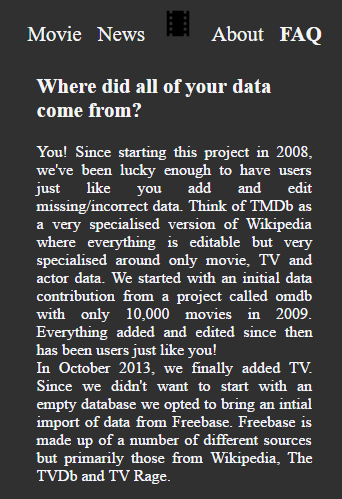 Movie News About FAQ
Where did all of your data
come from?
You! Since starting this project in 2008,
we've been lucky enough to have users
just like you add and edit
missing/incorrect data. Think of TMDb as
a very specialised version of Wikipedia
where everything is editable but very
specialised around only movie, TV and
actor data. We started with an initial data
contribution from a project called omdb
with only 10,000 movies in 2009.
Everything added and edited since then
has been users just like you!
In October 2013, we finally added TV.
Since we didn't want to start with an
empty database we opted to bring an intial
import of data from Freebase. Freebase is
made up of a number of different sources
but primarily those from Wikipedia, The
TVDb and TV Rage.